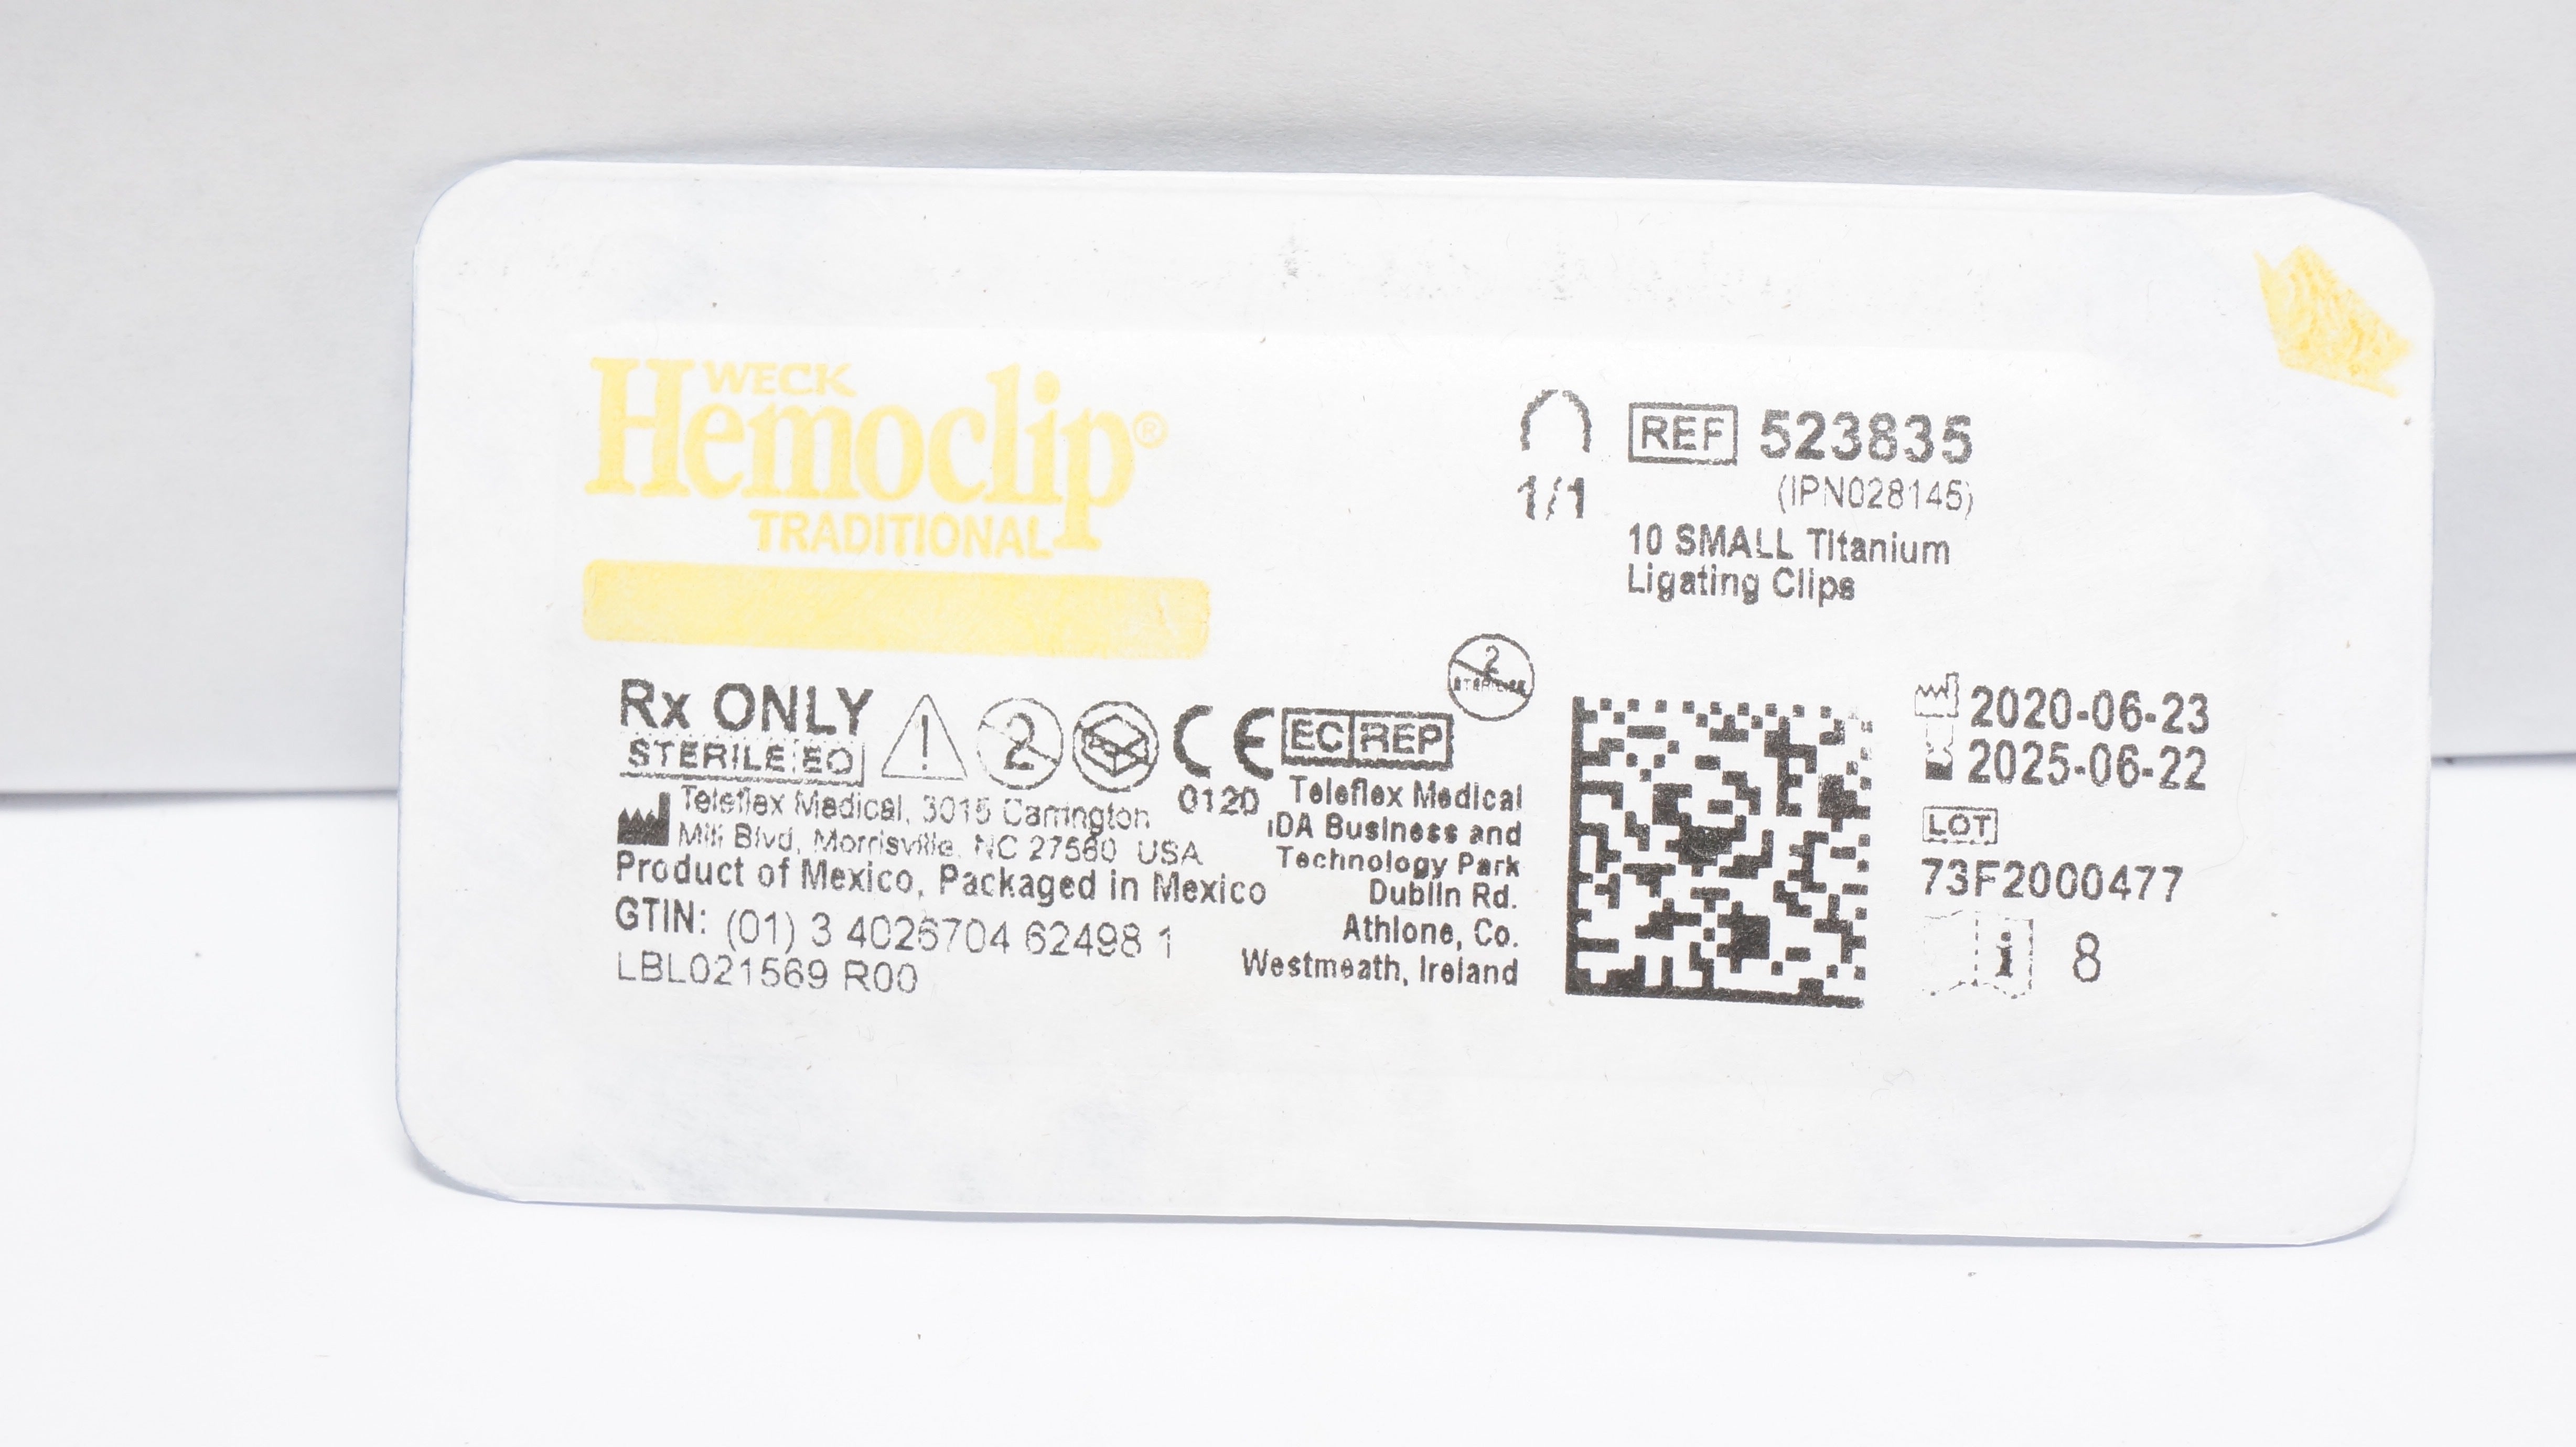 WECK
Hemoclip®
TRADITIONAL
1/1
REF 523835
(IPN028145)
10 SMALL Titanium
Ligating Clips
Rx ONLY
STERILE EO
2
CE
0120
EC REP
2
STERILIZE
Teleflex Medical, 3015 Carrington
Mill Blvd, Morrisville, NC 27560 USA
Product of Mexico, Packaged in Mexico
GTIN: (01) 3 4026704 62498 1
LBL021569 R00
Teleflex Medical
IDA Business and
Technology Park
Dublin Rd.
Athlone, Co.
Westmeath, Ireland
2020-06-23
2025-06-22
LOT
73F2000477
i 8